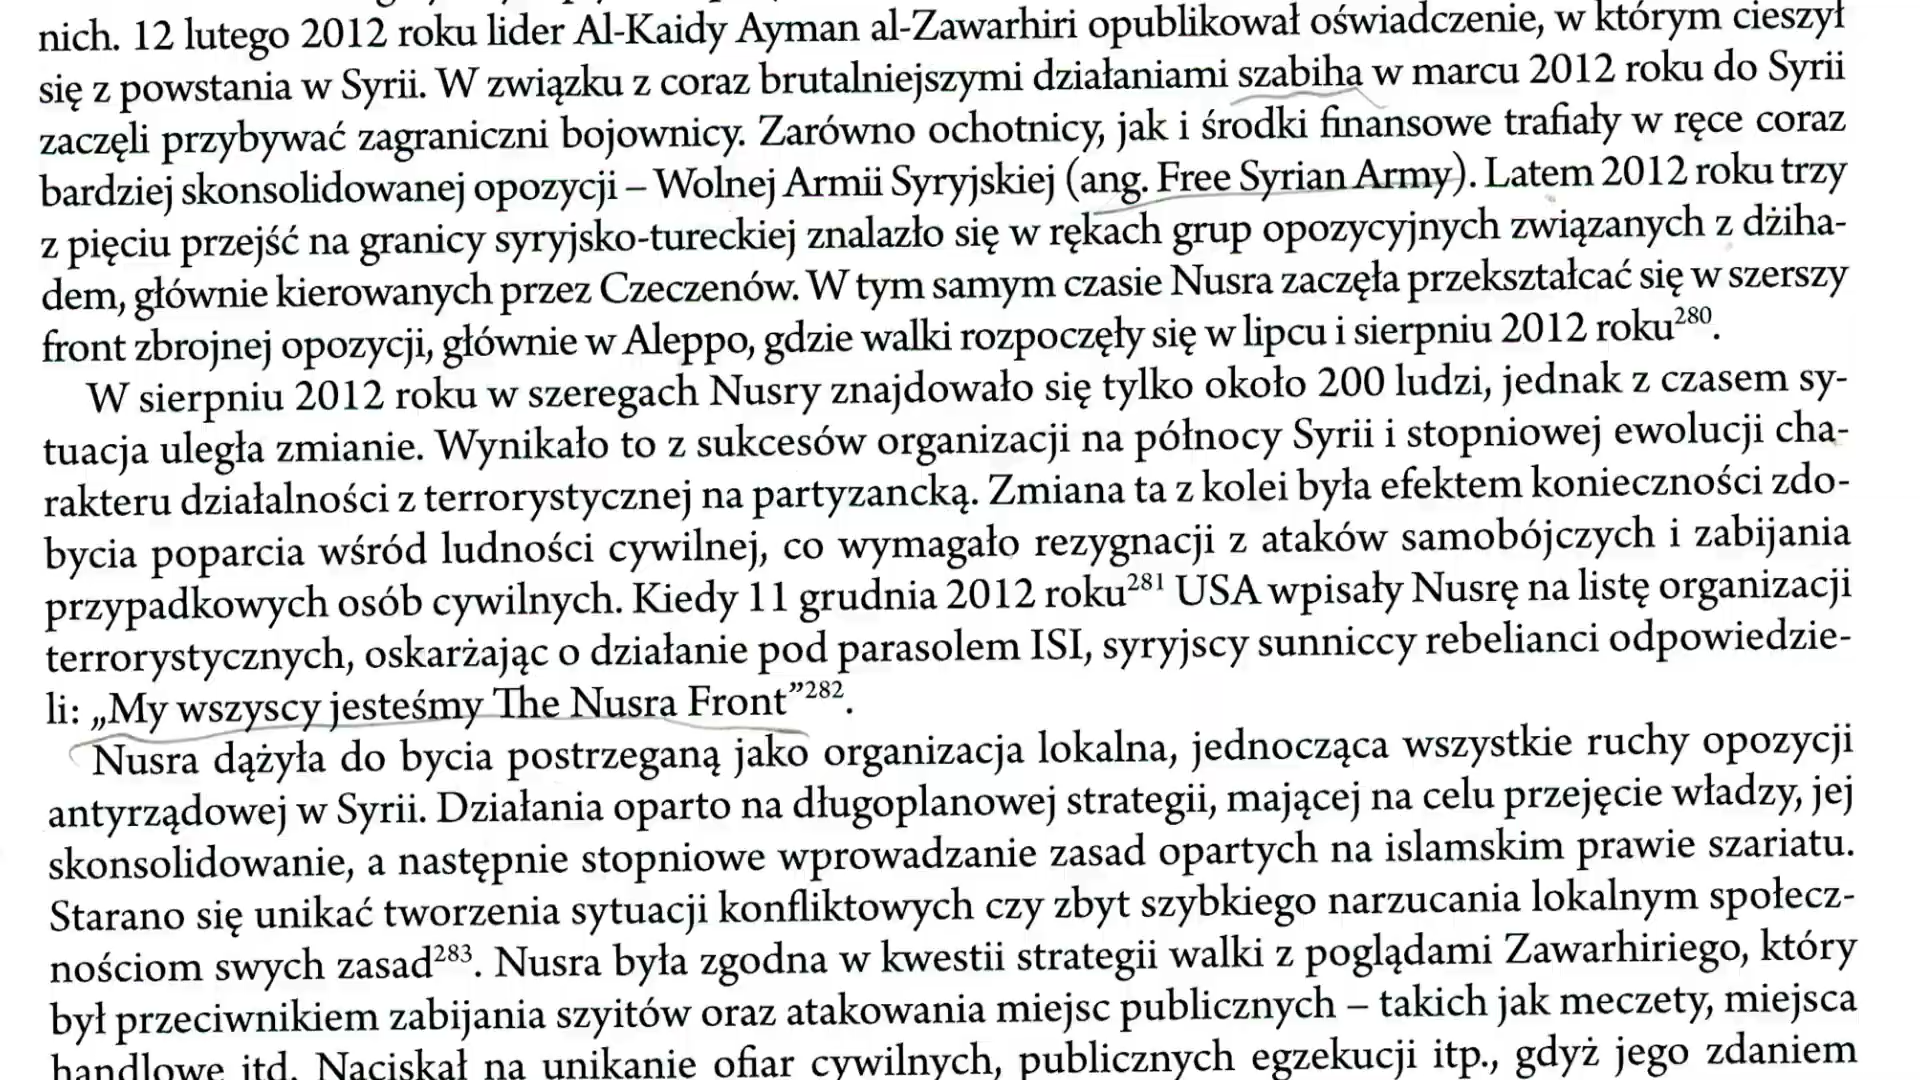 nich. 12 lutego 2012 roku lider Al-Kaidy Ayman al-Zawarhiri opublikował oświadczenie, w którym cieszył
się z powstania w Syrii. W związku z coraz brutalniejszymi działaniami szabiha w marcu 2012 roku do Syrii
zaczęli przybywać zagraniczni bojownicy. Zarówno ochotnicy, jak i środki finansowe trafiały w ręce coraz
bardziej skonsolidowanej opozycji – Wolnej Armii Syryjskiej (ang. Free Syrian Army). Latem 2012 roku trzy
z pięciu przejść na granicy syryjsko-tureckiej znalazło się w rękach grup opozycyjnych związanych z dżiha-
dem, głównie kierowanych przez Czeczenów. W tym samym czasie Nusra zaczęła przekształcać się w szerszy
front zbrojnej opozycji, głównie w Aleppo, gdzie walki rozpoczęły się w lipcu i sierpniu 2012 roku²⁸⁰.
W sierpniu 2012 roku w szeregach Nusry znajdowało się tylko około 200 ludzi, jednak z czasem sy-
tuacja uległa zmianie. Wynikało to z sukcesów organizacji na północy Syrii i stopniowej ewolucji cha-
rakteru działalności z terrorystycznej na partyzancką. Zmiana ta z kolei była efektem konieczności zdo-
bycia poparcia wśród ludności cywilnej, co wymagało rezygnacji z ataków samobójczych i zabijania
przypadkowych osób cywilnych. Kiedy 11 grudnia 2012 roku²⁸¹ USA wpisały Nusrę na listę organizacji
terrorystycznych, oskarżając o działanie pod parasolem ISI, syryjscy sunniccy rebelianci odpowiedzie-
li: „My wszyscy jesteśmy The Nusra Front”²⁸².
Nusra dążyła do bycia postrzeganą jako organizacja lokalna, jednocząca wszystkie ruchy opozycji
antyrządowej w Syrii. Działania oparto na długoplanowej strategii, mającej na celu przejęcie władzy, jej
skonsolidowanie, a następnie stopniowe wprowadzanie zasad opartych na islamskim prawie szariatu.
Starano się unikać tworzenia sytuacji konfliktowych czy zbyt szybkiego narzucania lokalnym społecz-
nościom swych zasad²⁸³. Nusra była zgodna w kwestii strategii walki z poglądami Zawarhiriego, który
był przeciwnikiem zabijania szyitów oraz atakowania miejsc publicznych – takich jak meczety, miejsca
handlowe itd. Naciskał na unikanie ofiar cywilnych, publicznych egzekucji itp., gdyż jego zdaniem